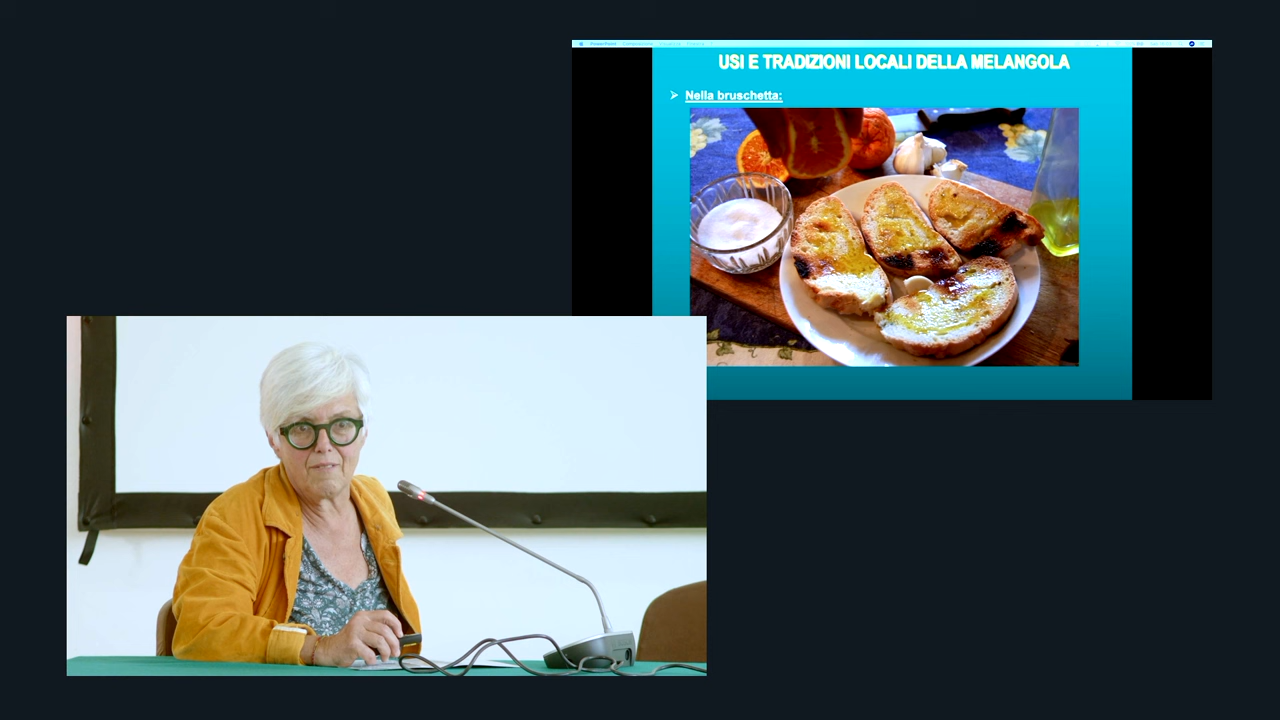 USI E TRADIZIONI LOCALI DELLA MELANGOLA
➢ Nella bruschetta: